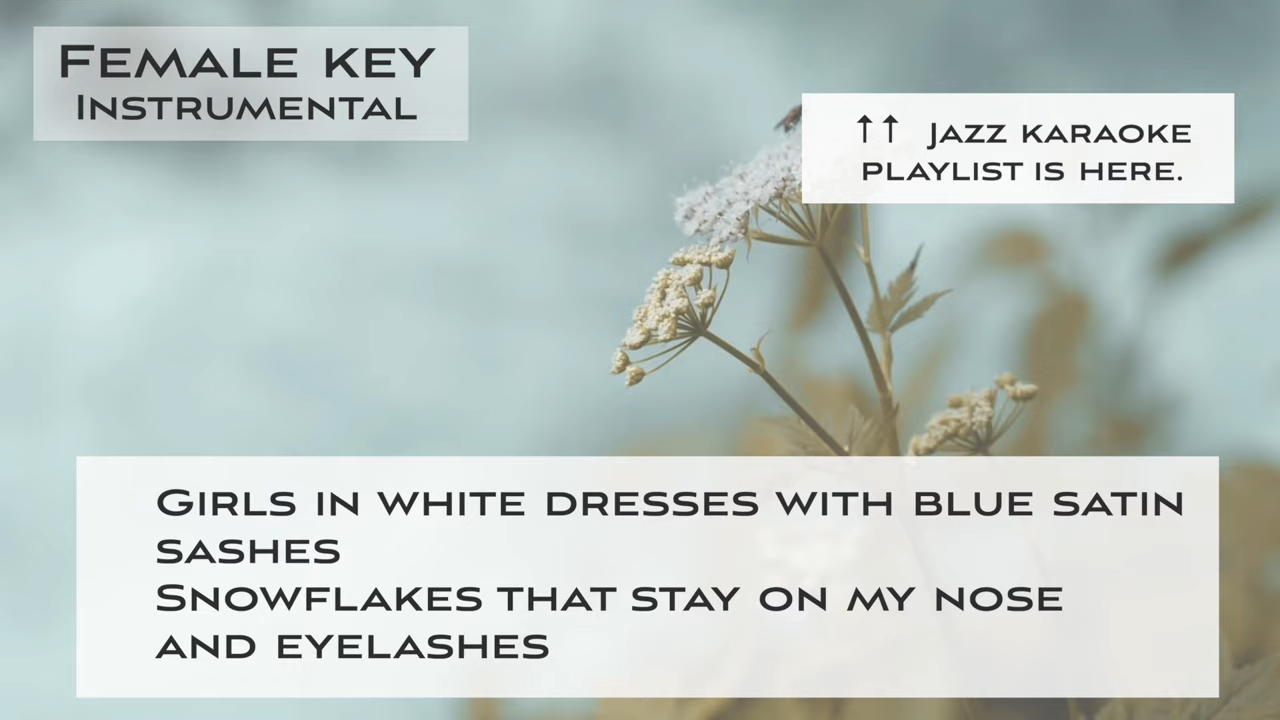 Female key
Instrumental
↑↑ Jazz karaoke
playlist is here.
Girls in white dresses with blue satin
sashes
Snowflakes that stay on my nose
and eyelashes